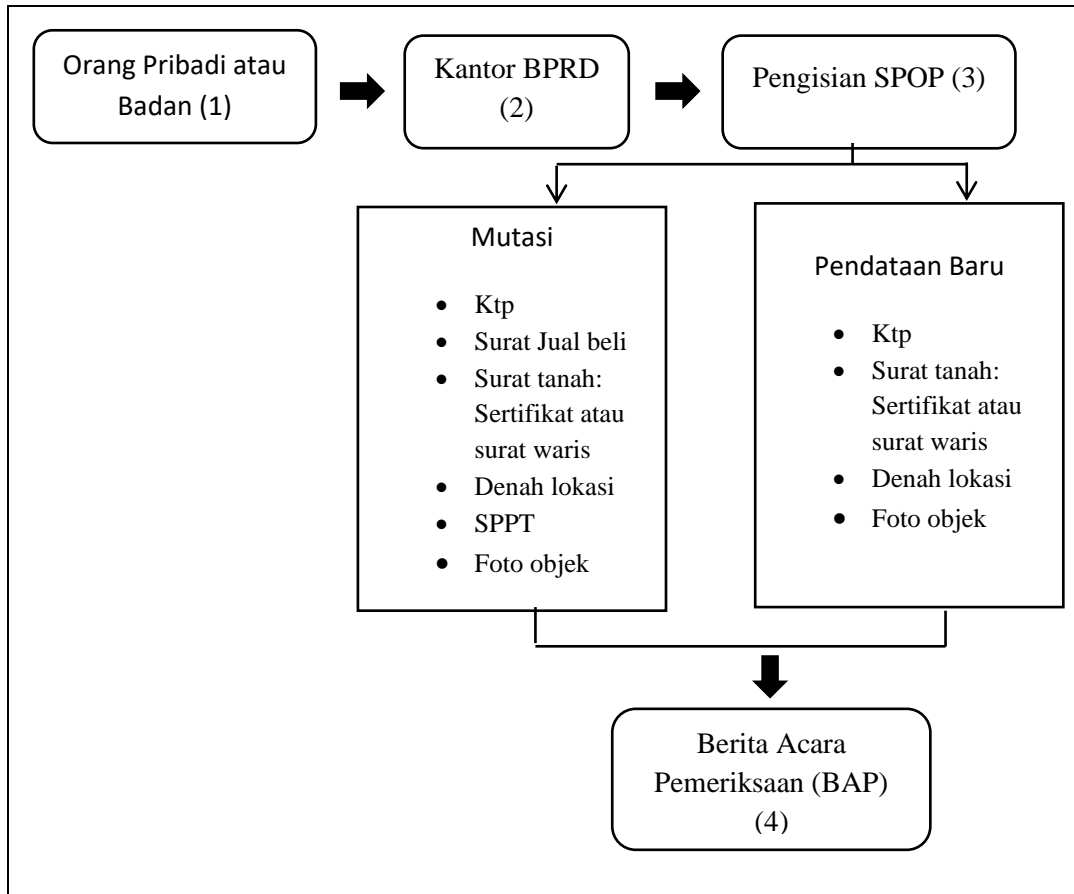 Orang Pribadi atau
Badan (1)
Kantor BPRD
(2)
Pengisian SPOP (3)
Mutasi
• Ktp
• Surat Jual beli
• Surat tanah:
Sertifikat atau
surat waris
• Denah lokasi
• SPPT
• Foto objek
Pendataan Baru
• Ktp
• Surat tanah:
Sertifikat atau
surat waris
• Denah lokasi
• Foto objek
Berita Acara
Pemeriksaan (BAP)
(4)